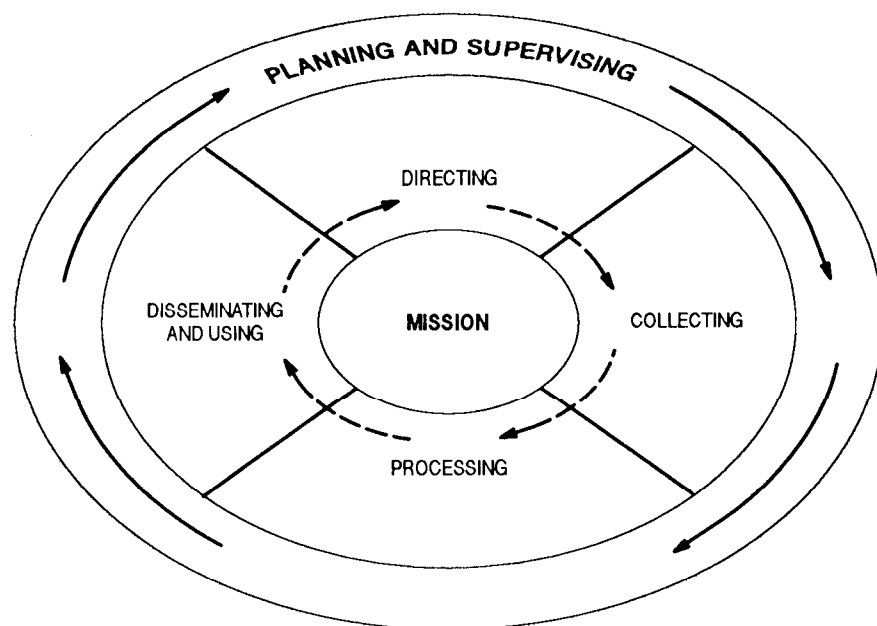 PLANNING AND SUPERVISING
DIRECTING
DISSEMINATING
AND USING
MISSION
COLLECTING
PROCESSING